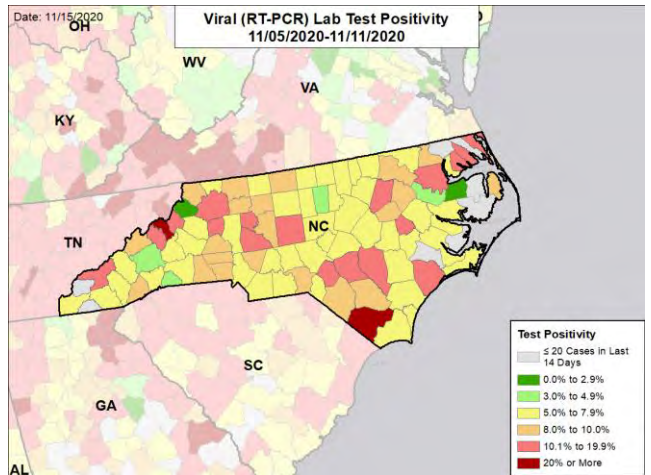 Date: 11/15/2020
Viral (RT-PCR) Lab Test Positivity
11/05/2020-11/11/2020
OH
WV
KY
VA
TN
NC
SC
GA
AL
Test Positivity
≤ 20 Cases in Last
14 Days
0.0% to 2.9%
3.0% to 4.9%
5.0% to 7.9%
8.0% to 10.0%
10.1% to 19.9%
20% or More